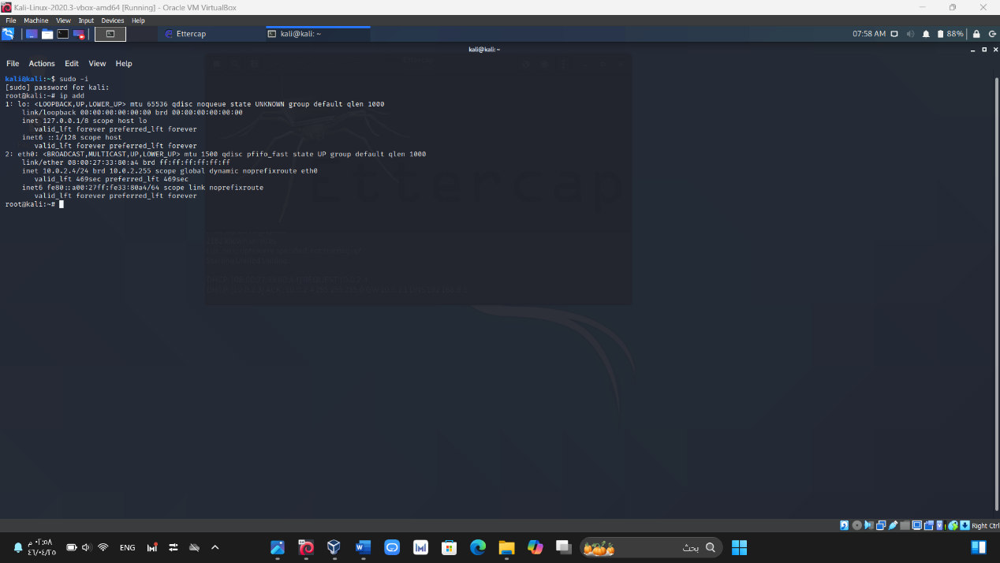 Kali-Linux-2020.3-vbox-amd64 [Running] - Oracle VM VirtualBox
File Machine View Input Devices Help
Ettercap
kali@kali: ~
07:58 AM
88%
kali@kali: ~
File Actions Edit View Help
kali@kali:~$ sudo -i
[sudo] password for kali:
root@kali:~# ip add
1: lo: <LOOPBACK,UP,LOWER_UP> mtu 65536 qdisc noqueue state UNKNOWN group default qlen 1000
link/loopback 00:00:00:00:00:00 brd 00:00:00:00:00:00
inet 127.0.0.1/8 scope host lo
valid_lft forever preferred_lft forever
inet6 ::1/128 scope host
valid_lft forever preferred_lft forever
2: eth0: <BROADCAST,MULTICAST,UP,LOWER_UP> mtu 1500 qdisc pfifo_fast state UP group default qlen 1000
link/ether 08:00:27:33:80:a4 brd ff:ff:ff:ff:ff:ff
inet 10.0.2.4/24 brd 10.0.2.255 scope global dynamic noprefixroute eth0
valid_lft 469sec preferred_lft 469sec
inet6 fe80::a00:27ff:fe33:80a4/64 scope link noprefixroute
valid_lft forever preferred_lft forever
root@kali:~#
Ettercap
Right Ctrl
٠٢:٥٨ م
ENG
بحث